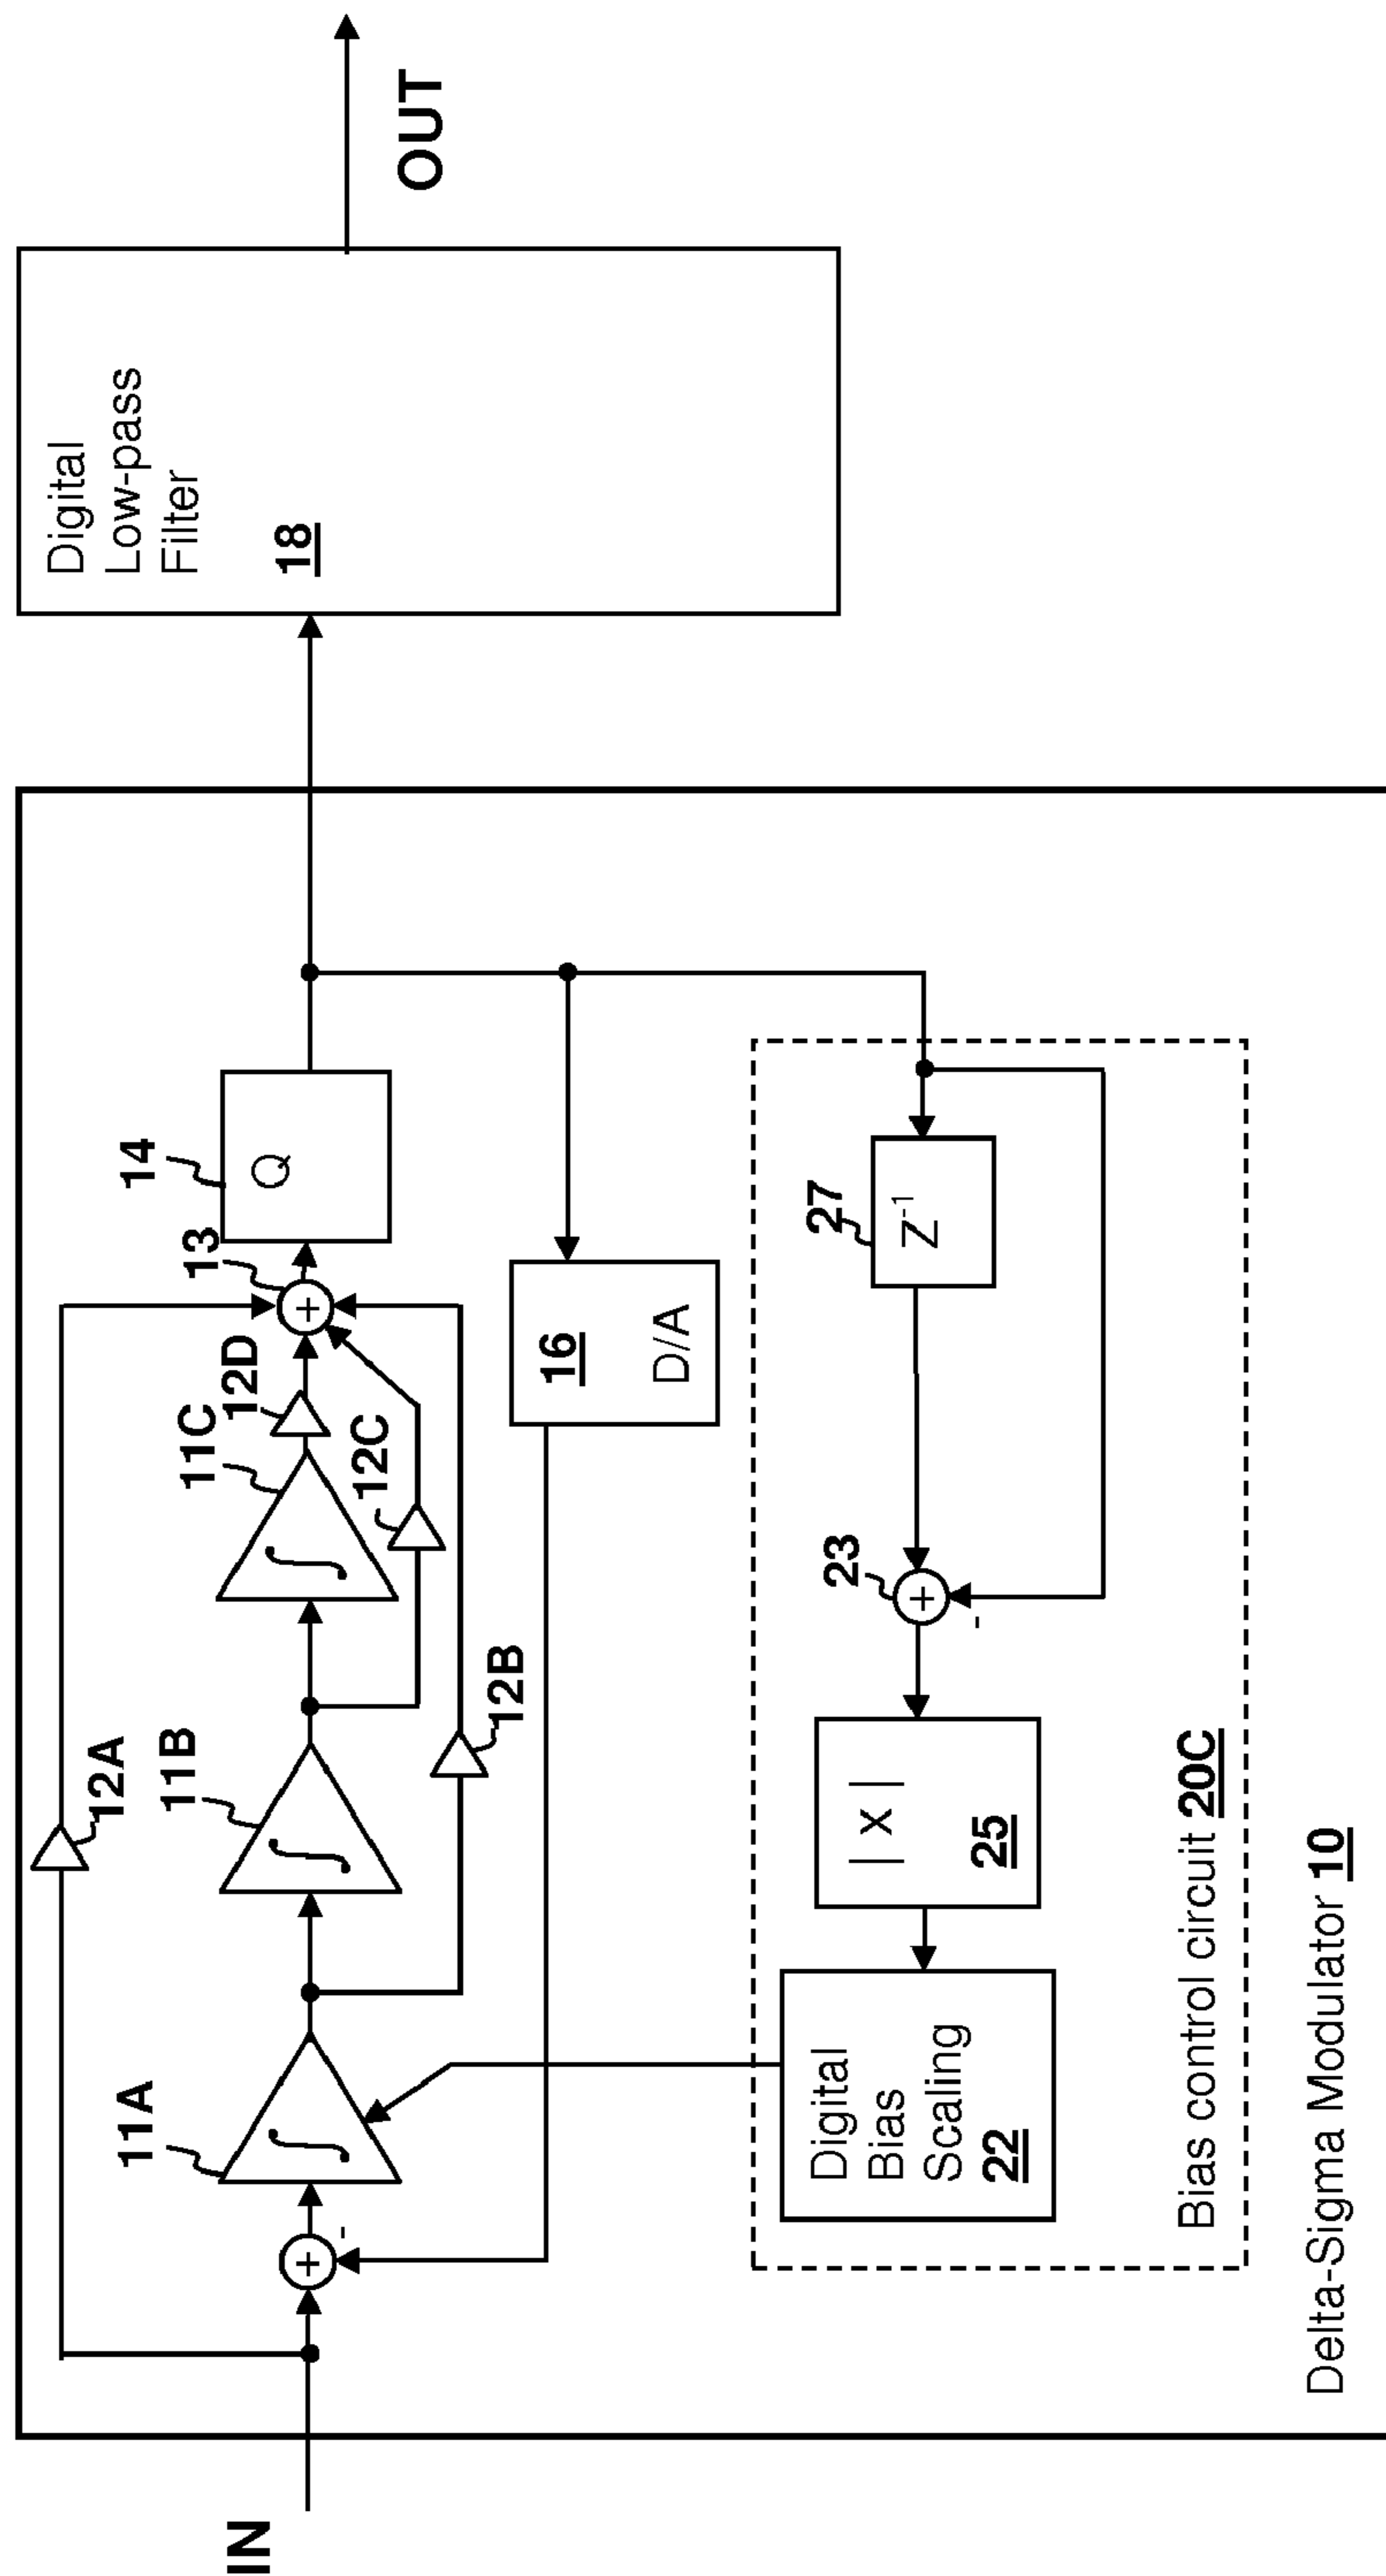 IN
12A
11A
11B
11C
12D
13
14
Q
12C
12B
16
D/A
Digital
Low-pass
Filter
18
OUT
Digital
Bias
Scaling
22
| x |
25
23
+
-
27
Z-1
+
-
+
Bias control circuit 20C
Delta-Sigma Modulator 10